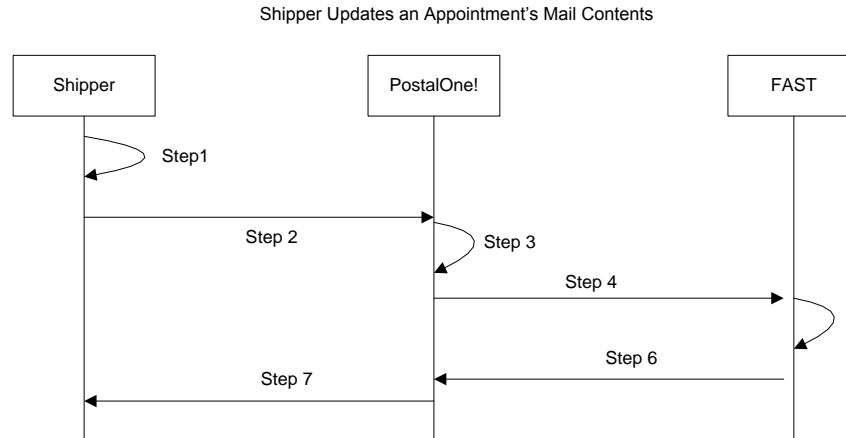 Shipper Updates an Appointment's Mail Contents
Shipper
PostalOne!
FAST
Step1
Step 2
Step 3
Step 4
Step 6
Step 7